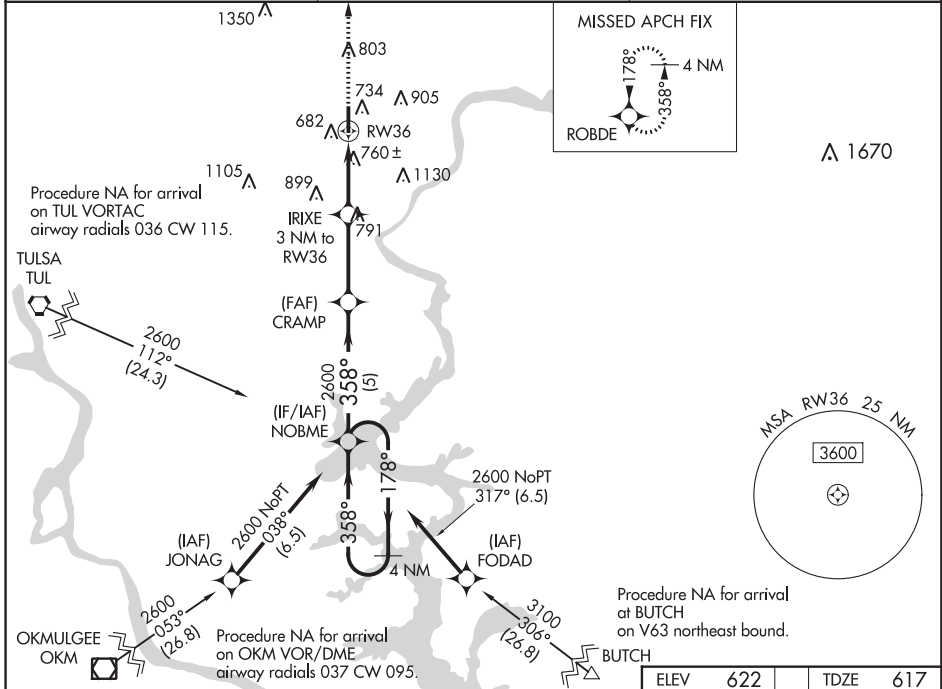 1350
803
734
905
682
RW36
760 ±
1130
1105
899
IRIXE
3 NM to
RW36
791
MISSED APCH FIX
178°
358°
4 NM
ROBDE
1670
Procedure NA for arrival
on TUL VORTAC
airway radials 036 CW 115.
TULSA
TUL
2600
112°
(24.3)
(FAF)
CRAMP
2600
358°
(5)
(IF/IAF)
NOBME
178°
358°
4 NM
2600 NoPT
317° (6.5)
2600 NoPT
038°
(6.5)
(IAF)
JONAG
(IAF)
FODAD
MSA RW36 25 NM
3600
2600
053°
(26.8)
OKMULGEE
OKM
Procedure NA for arrival
on OKM VOR/DME
airway radials 037 CW 095.
3100
306°
(26.8)
BUTCH
Procedure NA for arrival
at BUTCH
on V63 northeast bound.
ELEV 622
TDZE 617